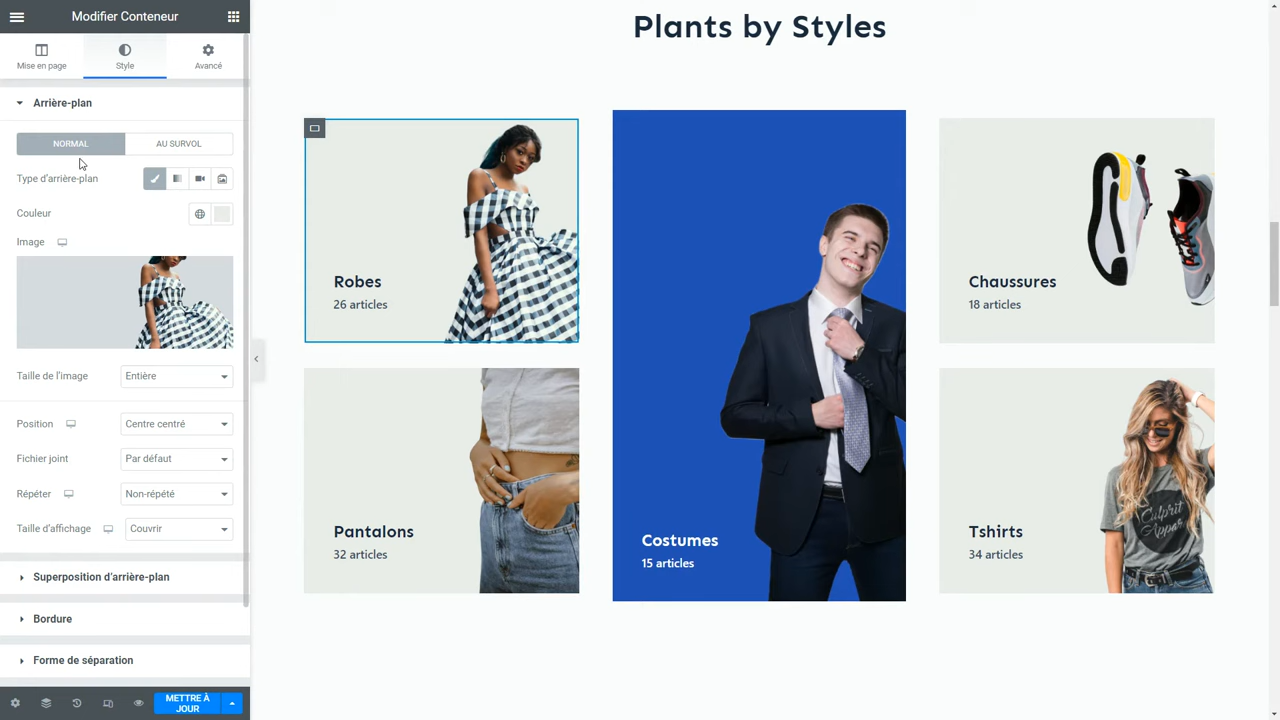 Modifier Conteneur
Mise en page
Style
Avancé
Arrière-plan
NORMAL
AU SURVOL
Type d'arrière-plan
Couleur
Image
Taille de l'image
Entière
Position
Centre centré
Fichier joint
Par défaut
Répéter
Non-répété
Taille d'affichage
Couvrir
Superposition d'arrière-plan
Bordure
Forme de séparation
METTRE À
JOUR
Plants by Styles
Robes
26 articles
Pantalons
32 articles
Costumes
15 articles
Chaussures
18 articles
Tshirts
34 articles
Culprit